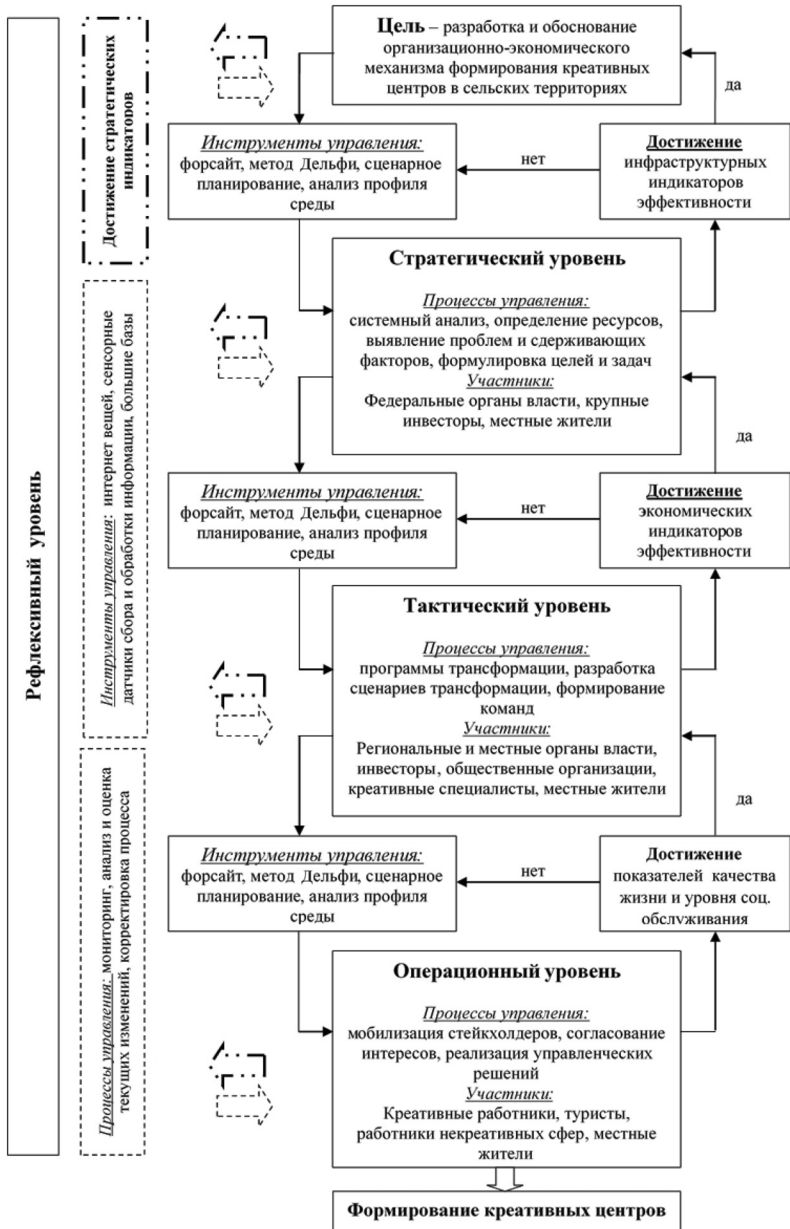 Рефлексивный уровень
Достижение стратегических
индикаторов
Инструменты управления: интернет вещей, сенсорные
датчики сбора и обработки информации, большие базы
Процессы управления: мониторинг, анализ и оценка
текущих изменений, корректировка процесса
Цель – разработка и обоснование
организационно-экономического
механизма формирования креативных
центров в сельских территориях
да
Инструменты управления:
форсайт, метод Дельфи, сценарное
планирование, анализ профиля
среды
нет
Достижение
инфраструктурных
индикаторов
эффективности
Стратегический уровень
Процессы управления:
системный анализ, определение ресурсов,
выявление проблем и сдерживающих
факторов, формулировка целей и задач
Участники:
Федеральные органы власти, крупные
инвесторы, местные жители
да
Инструменты управления:
форсайт, метод Дельфи, сценарное
планирование, анализ профиля
среды
нет
Достижение
экономических
индикаторов
эффективности
Тактический уровень
Процессы управления:
программы трансформации, разработка
сценариев трансформации, формирование
команд
Участники:
Региональные и местные органы власти,
инвесторы, общественные организации,
креативные специалисты, местные жители
да
Инструменты управления:
форсайт, метод Дельфи, сценарное
планирование, анализ профиля
среды
нет
Достижение
показателей качества
жизни и уровня соц.
обслуживания
Операционный уровень
Процессы управления:
мобилизация стейкхолдеров, согласование
интересов, реализация управленческих
решений
Участники:
Креативные работники, туристы,
работники некреативных сфер, местные
жители
Формирование креативных центров